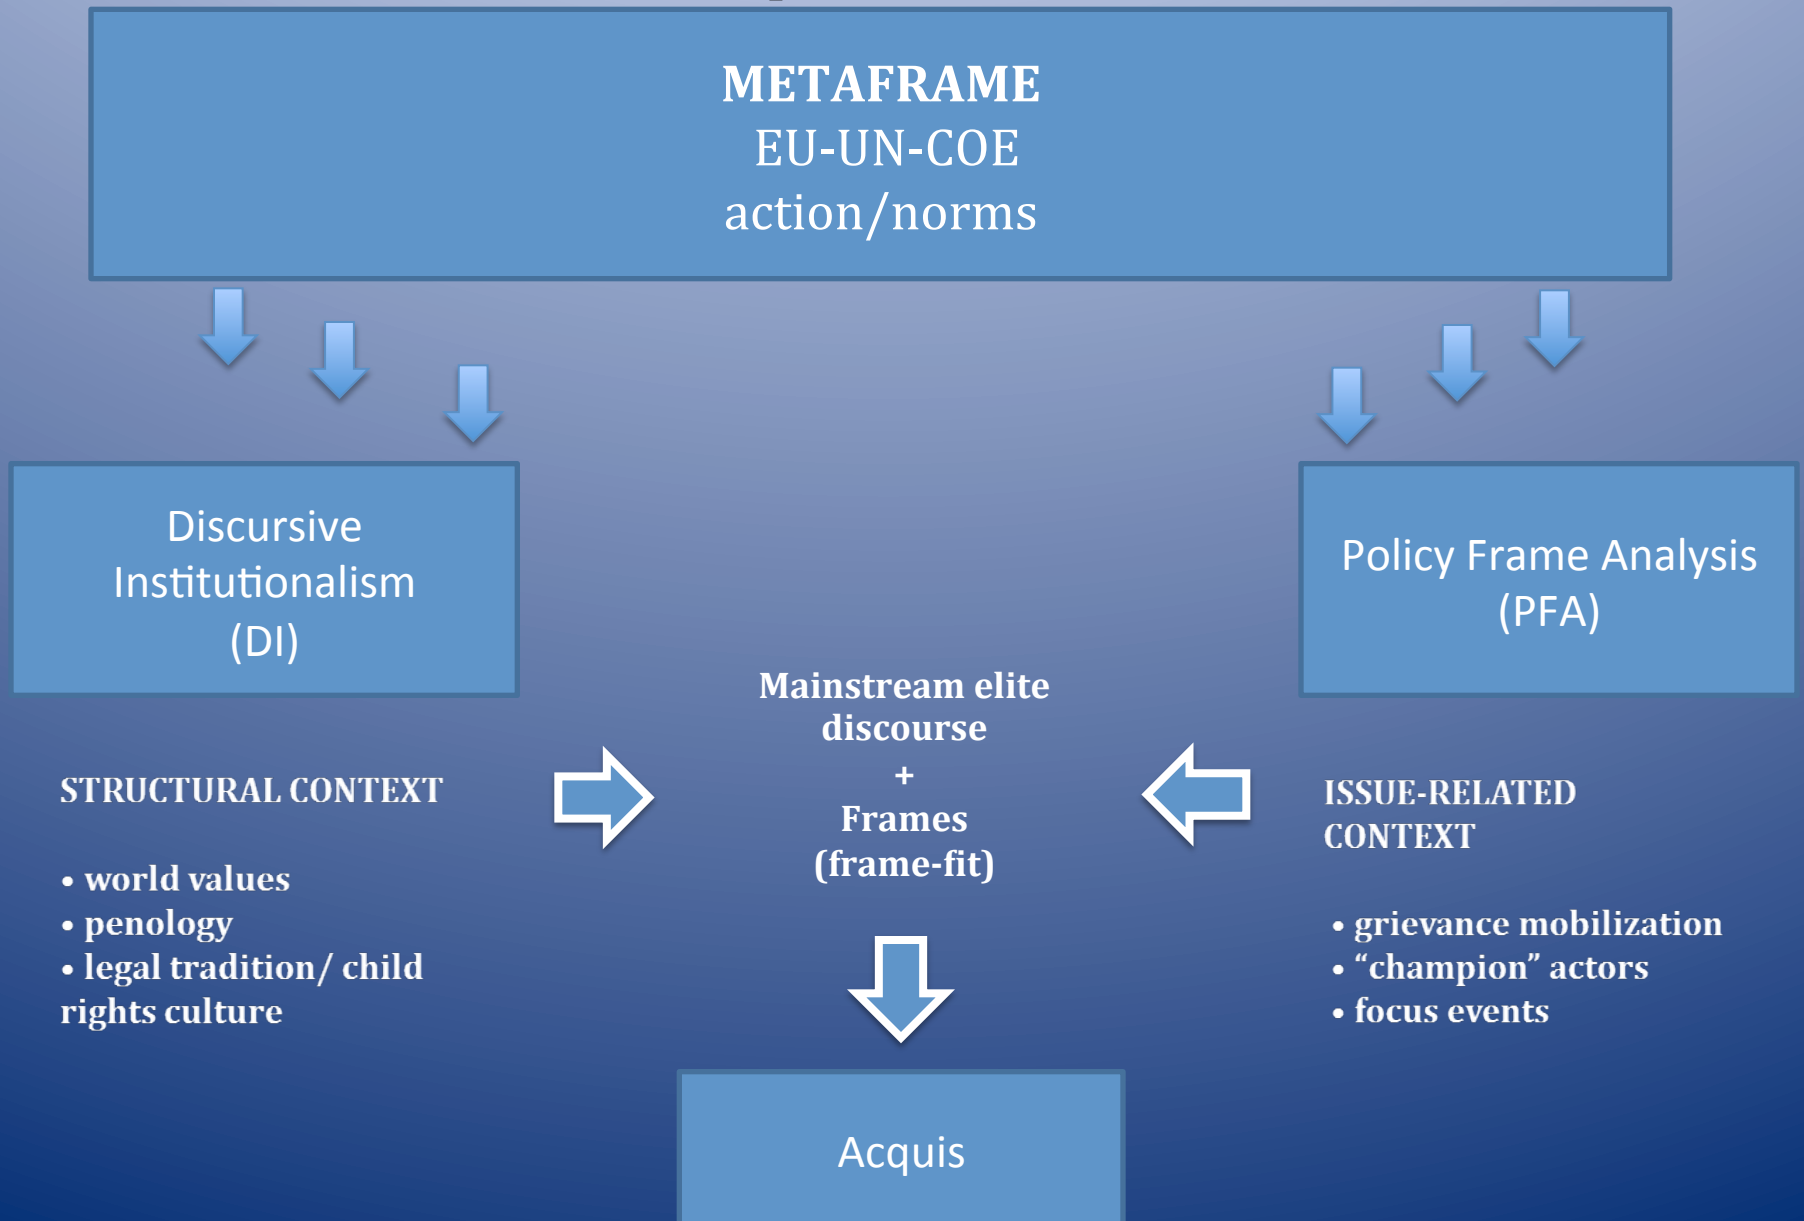 METAFRAME
EU-UN-COE
action/norms
Discursive
Institutionalism
(DI)
Policy Frame Analysis
(PFA)
Mainstream elite
discourse
+
Frames
(frame-fit)
STRUCTURAL CONTEXT
• world values
• penology
• legal tradition/ child
rights culture
ISSUE-RELATED
CONTEXT
• grievance mobilization
• “champion” actors
• focus events
Acquis